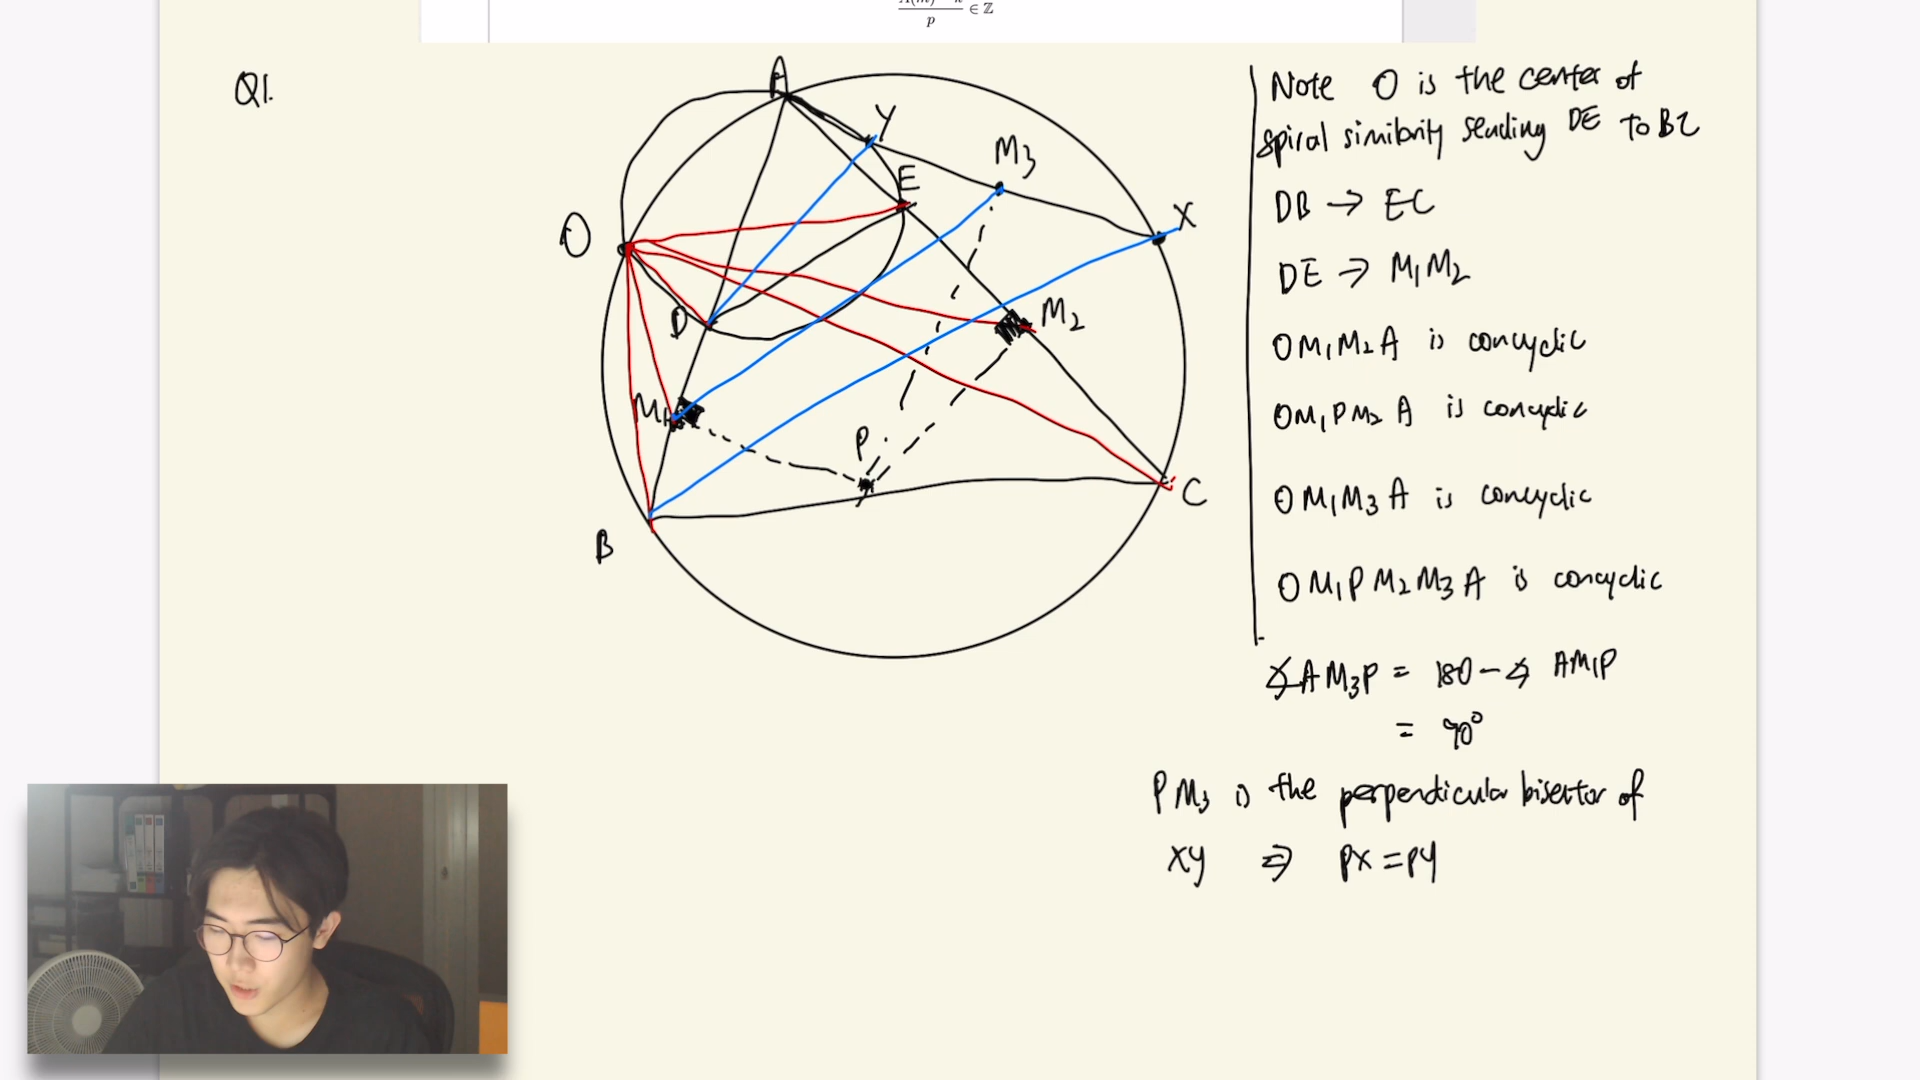 p ∈ ℤ
Q1.
A
Y
M3
E
X
O
D
M2
M1
P
C
B
Note O is the center of
spiral similarity sending DE to BC
DB → EC
DE → M1M2
OM1M2A is concyclic
OM1PM2A is concyclic
OM1M3A is concyclic
OM1PM2M3A is concyclic
∡AM3P = 180 - ∡AM1P
= 90°
PM3 is the perpendicular bisector of
XY ⇒ PX = PY